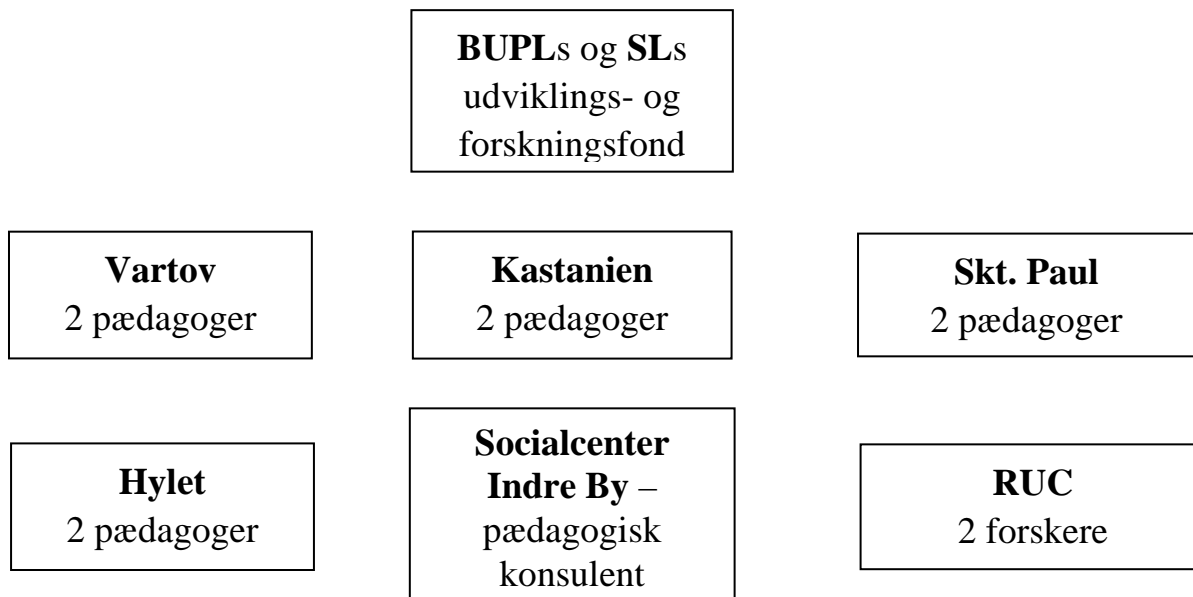 BUPLs og SLs
udviklings- og
forskningsfond
Vartov
2 pædagoger
Kastanien
2 pædagoger
Skt. Paul
2 pædagoger
Hylet
2 pædagoger
Socialcenter
Indre By –
pædagogisk
konsulent
RUC
2 forskere